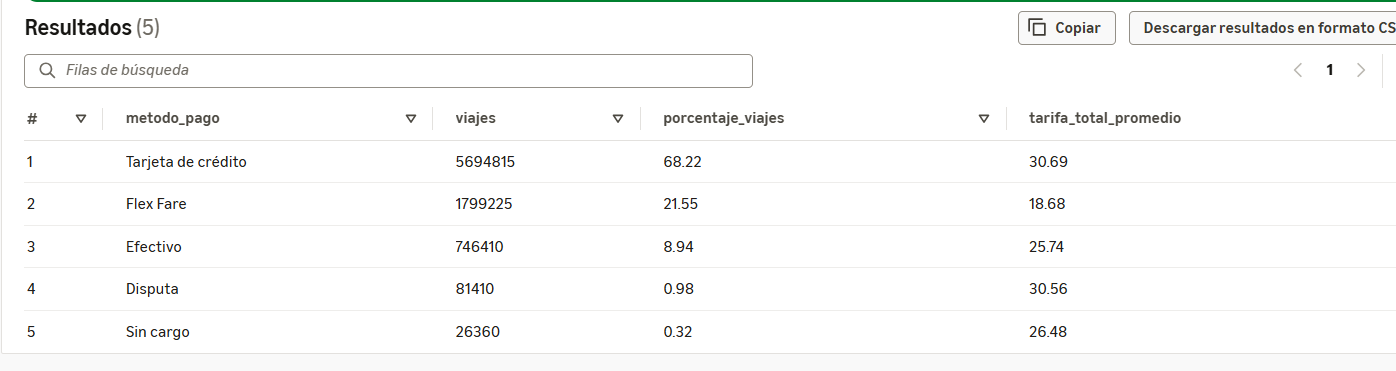 Resultados (5)
Copiar
Descargar resultados en formato CS
Filas de búsqueda
1
# metodo_pago viajes porcentaje_viajes tarifa_total_promedio
1 Tarjeta de crédito 5694815 68.22 30.69
2 Flex Fare 1799225 21.55 18.68
3 Efectivo 746410 8.94 25.74
4 Disputa 81410 0.98 30.56
5 Sin cargo 26360 0.32 26.48